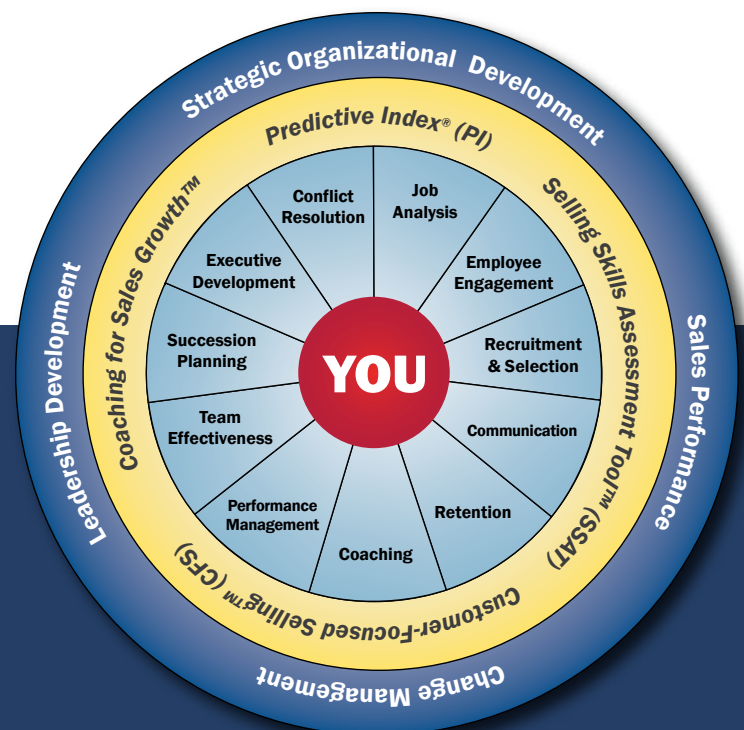 Strategic Organizational Development
Sales Performance
Change Management
Leadership Development
Predictive Index® (PI)
Selling Skills Assessment Tool™ (SSAT)
Customer-Focused Selling™ (CFS)
Coaching for Sales Growth™
Job
Analysis
Employee
Engagement
Recruitment
& Selection
Communication
Retention
Coaching
Performance
Management
Team
Effectiveness
Succession
Planning
Executive
Development
Conflict
Resolution
YOU